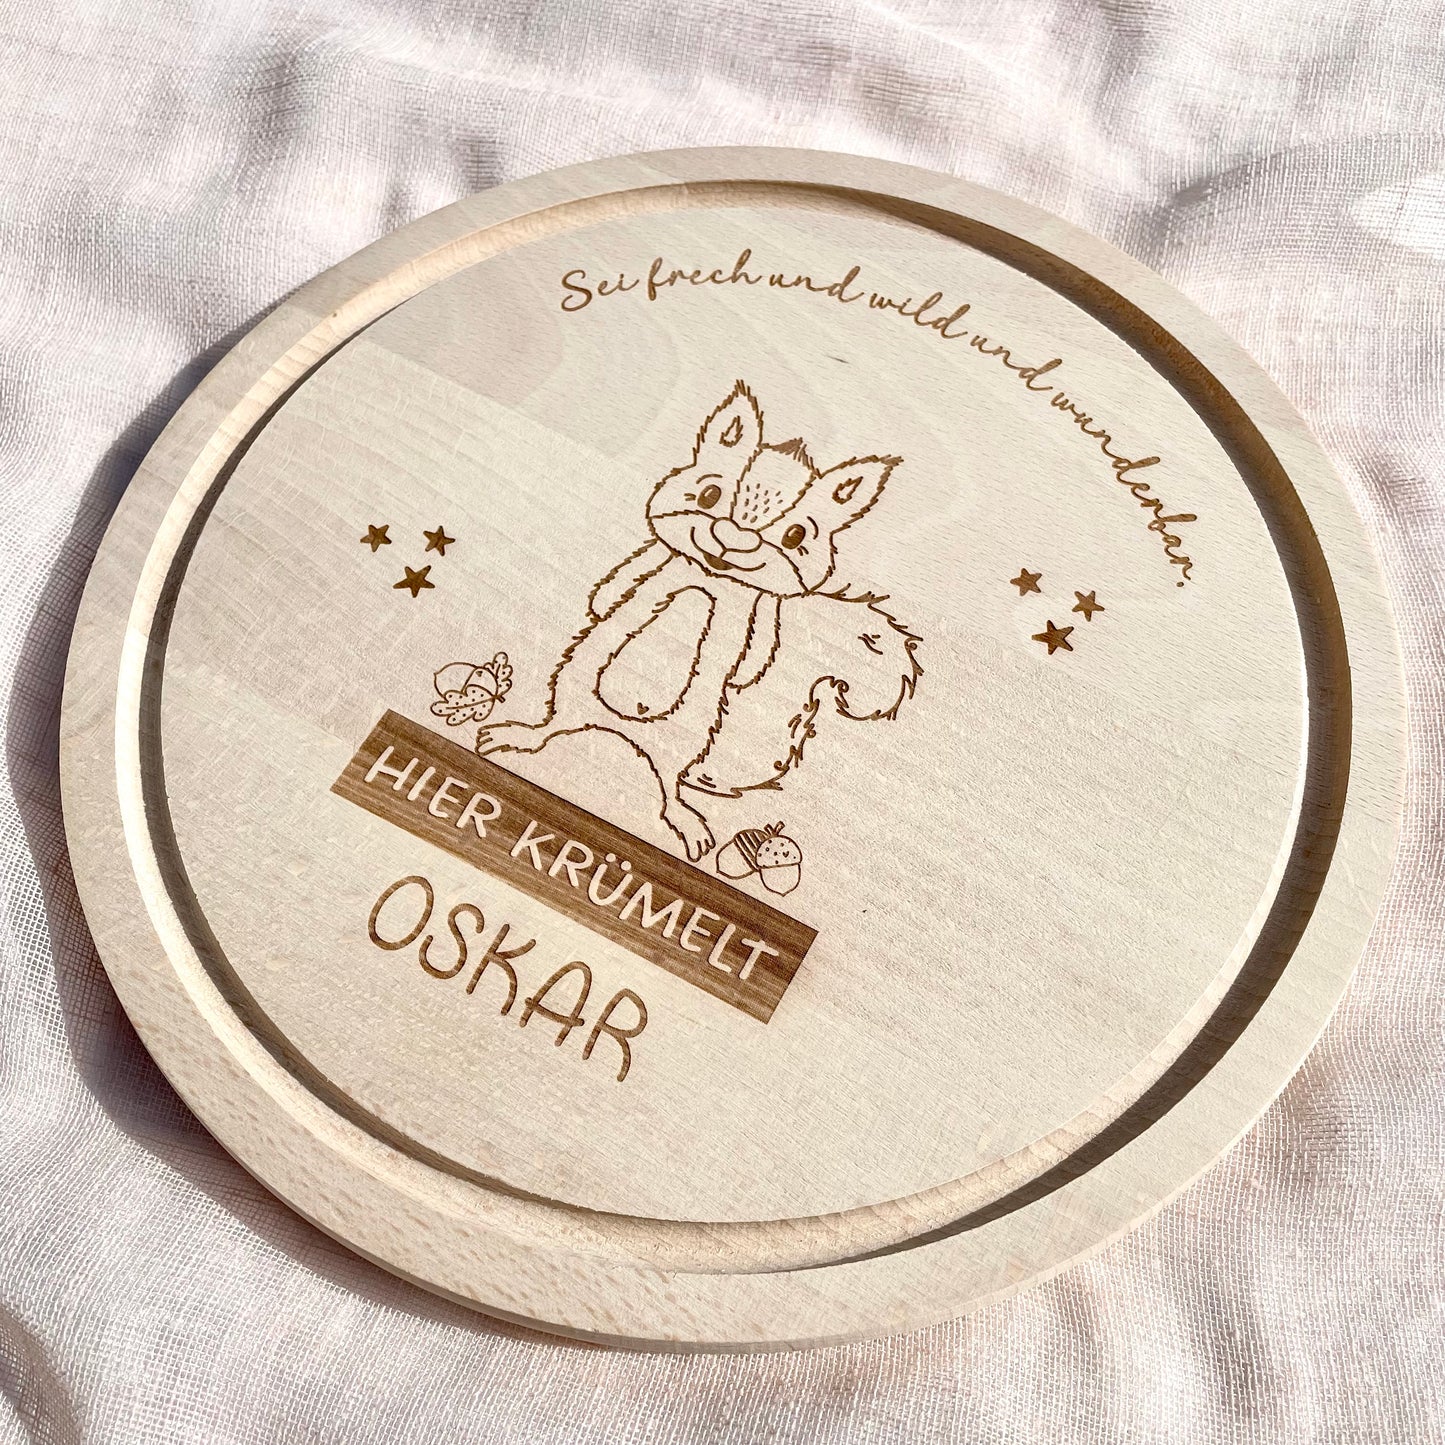 Sei frech und wild und wunderbar.
HIER KRÜMELT
OSKAR